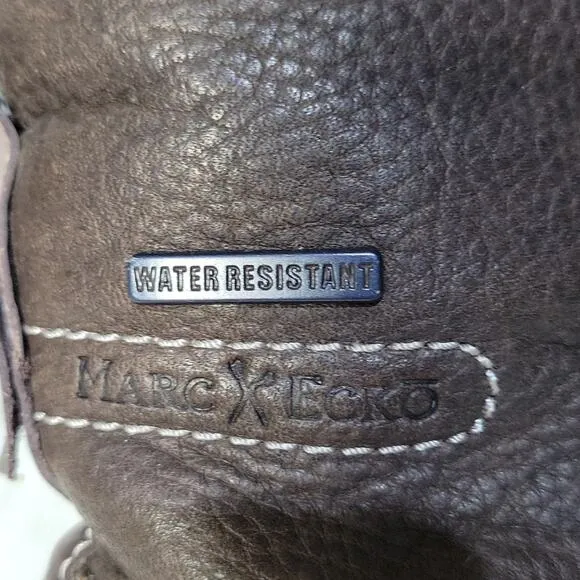 WATER RESISTANT
MARC X ECKŌ